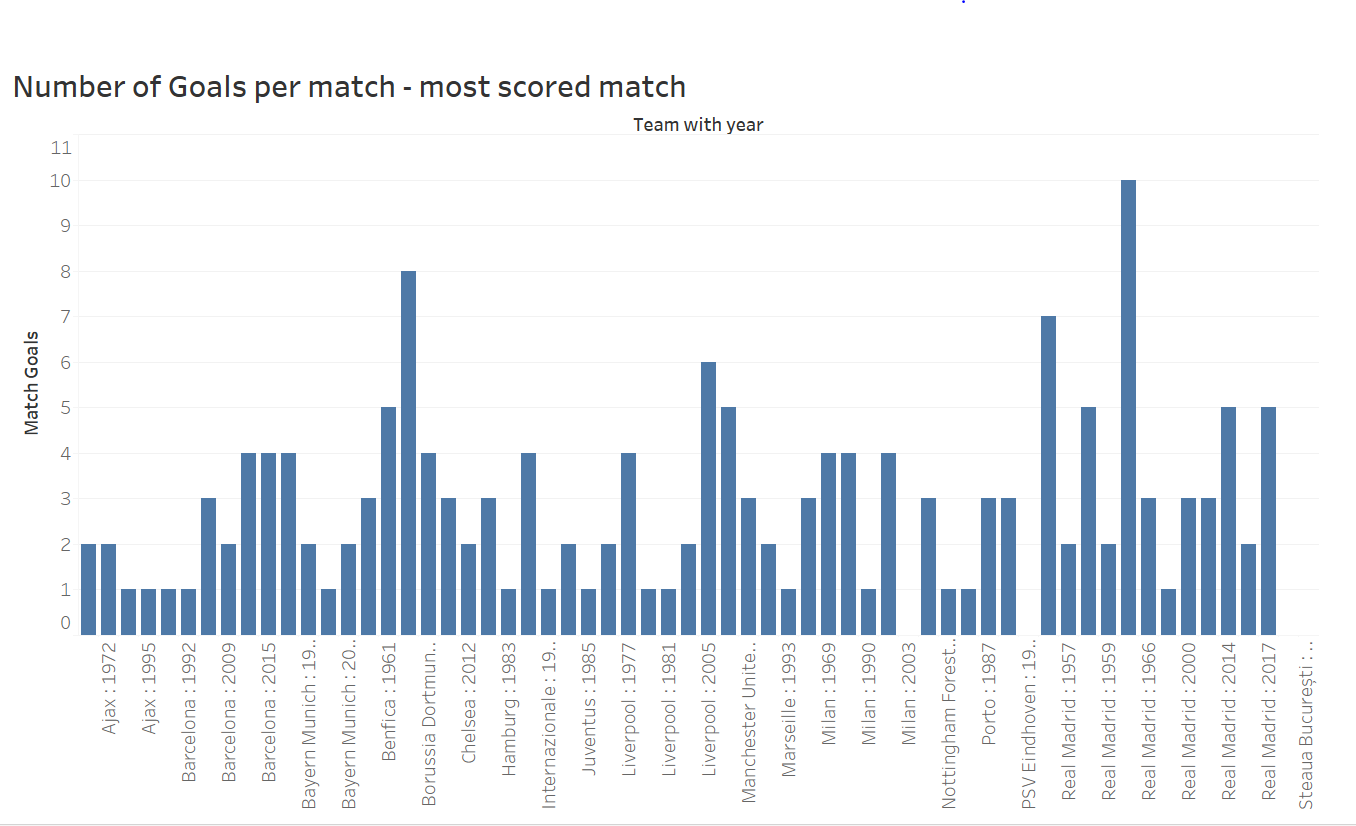 Number of Goals per match - most scored match
Team with year
11
10
9
8
7
6
5
4
3
2
1
0
Match Goals
Ajax : 1972
Ajax : 1995
Barcelona : 1992
Barcelona : 2009
Barcelona : 2015
Bayern Munich : 19..
Bayern Munich : 20..
Benfica : 1961
Borussia Dortmun..
Chelsea : 2012
Hamburg : 1983
Internazionale : 19..
Juventus : 1985
Liverpool : 1977
Liverpool : 1981
Liverpool : 2005
Manchester Unite..
Marseille : 1993
Milan : 1969
Milan : 1990
Milan : 2003
Nottingham Forest..
Porto : 1987
PSV Eindhoven : 19..
Real Madrid : 1957
Real Madrid : 1959
Real Madrid : 1966
Real Madrid : 2000
Real Madrid : 2014
Real Madrid : 2017
Steaua București : ..